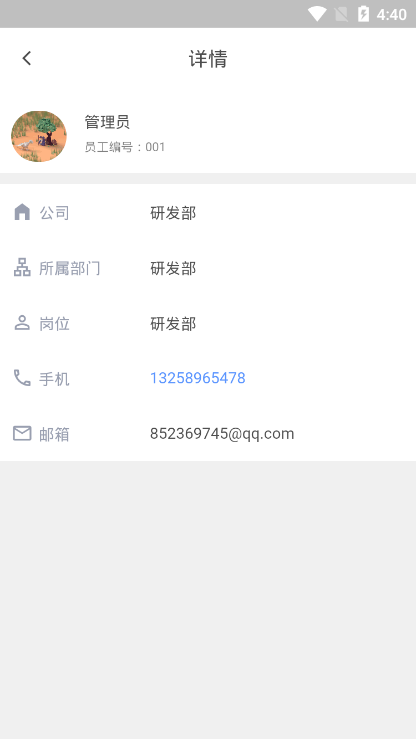 4:40
详情
管理员
员工编号：001
公司 研发部
所属部门 研发部
岗位 研发部
手机 13258965478
邮箱 852369745@qq.com